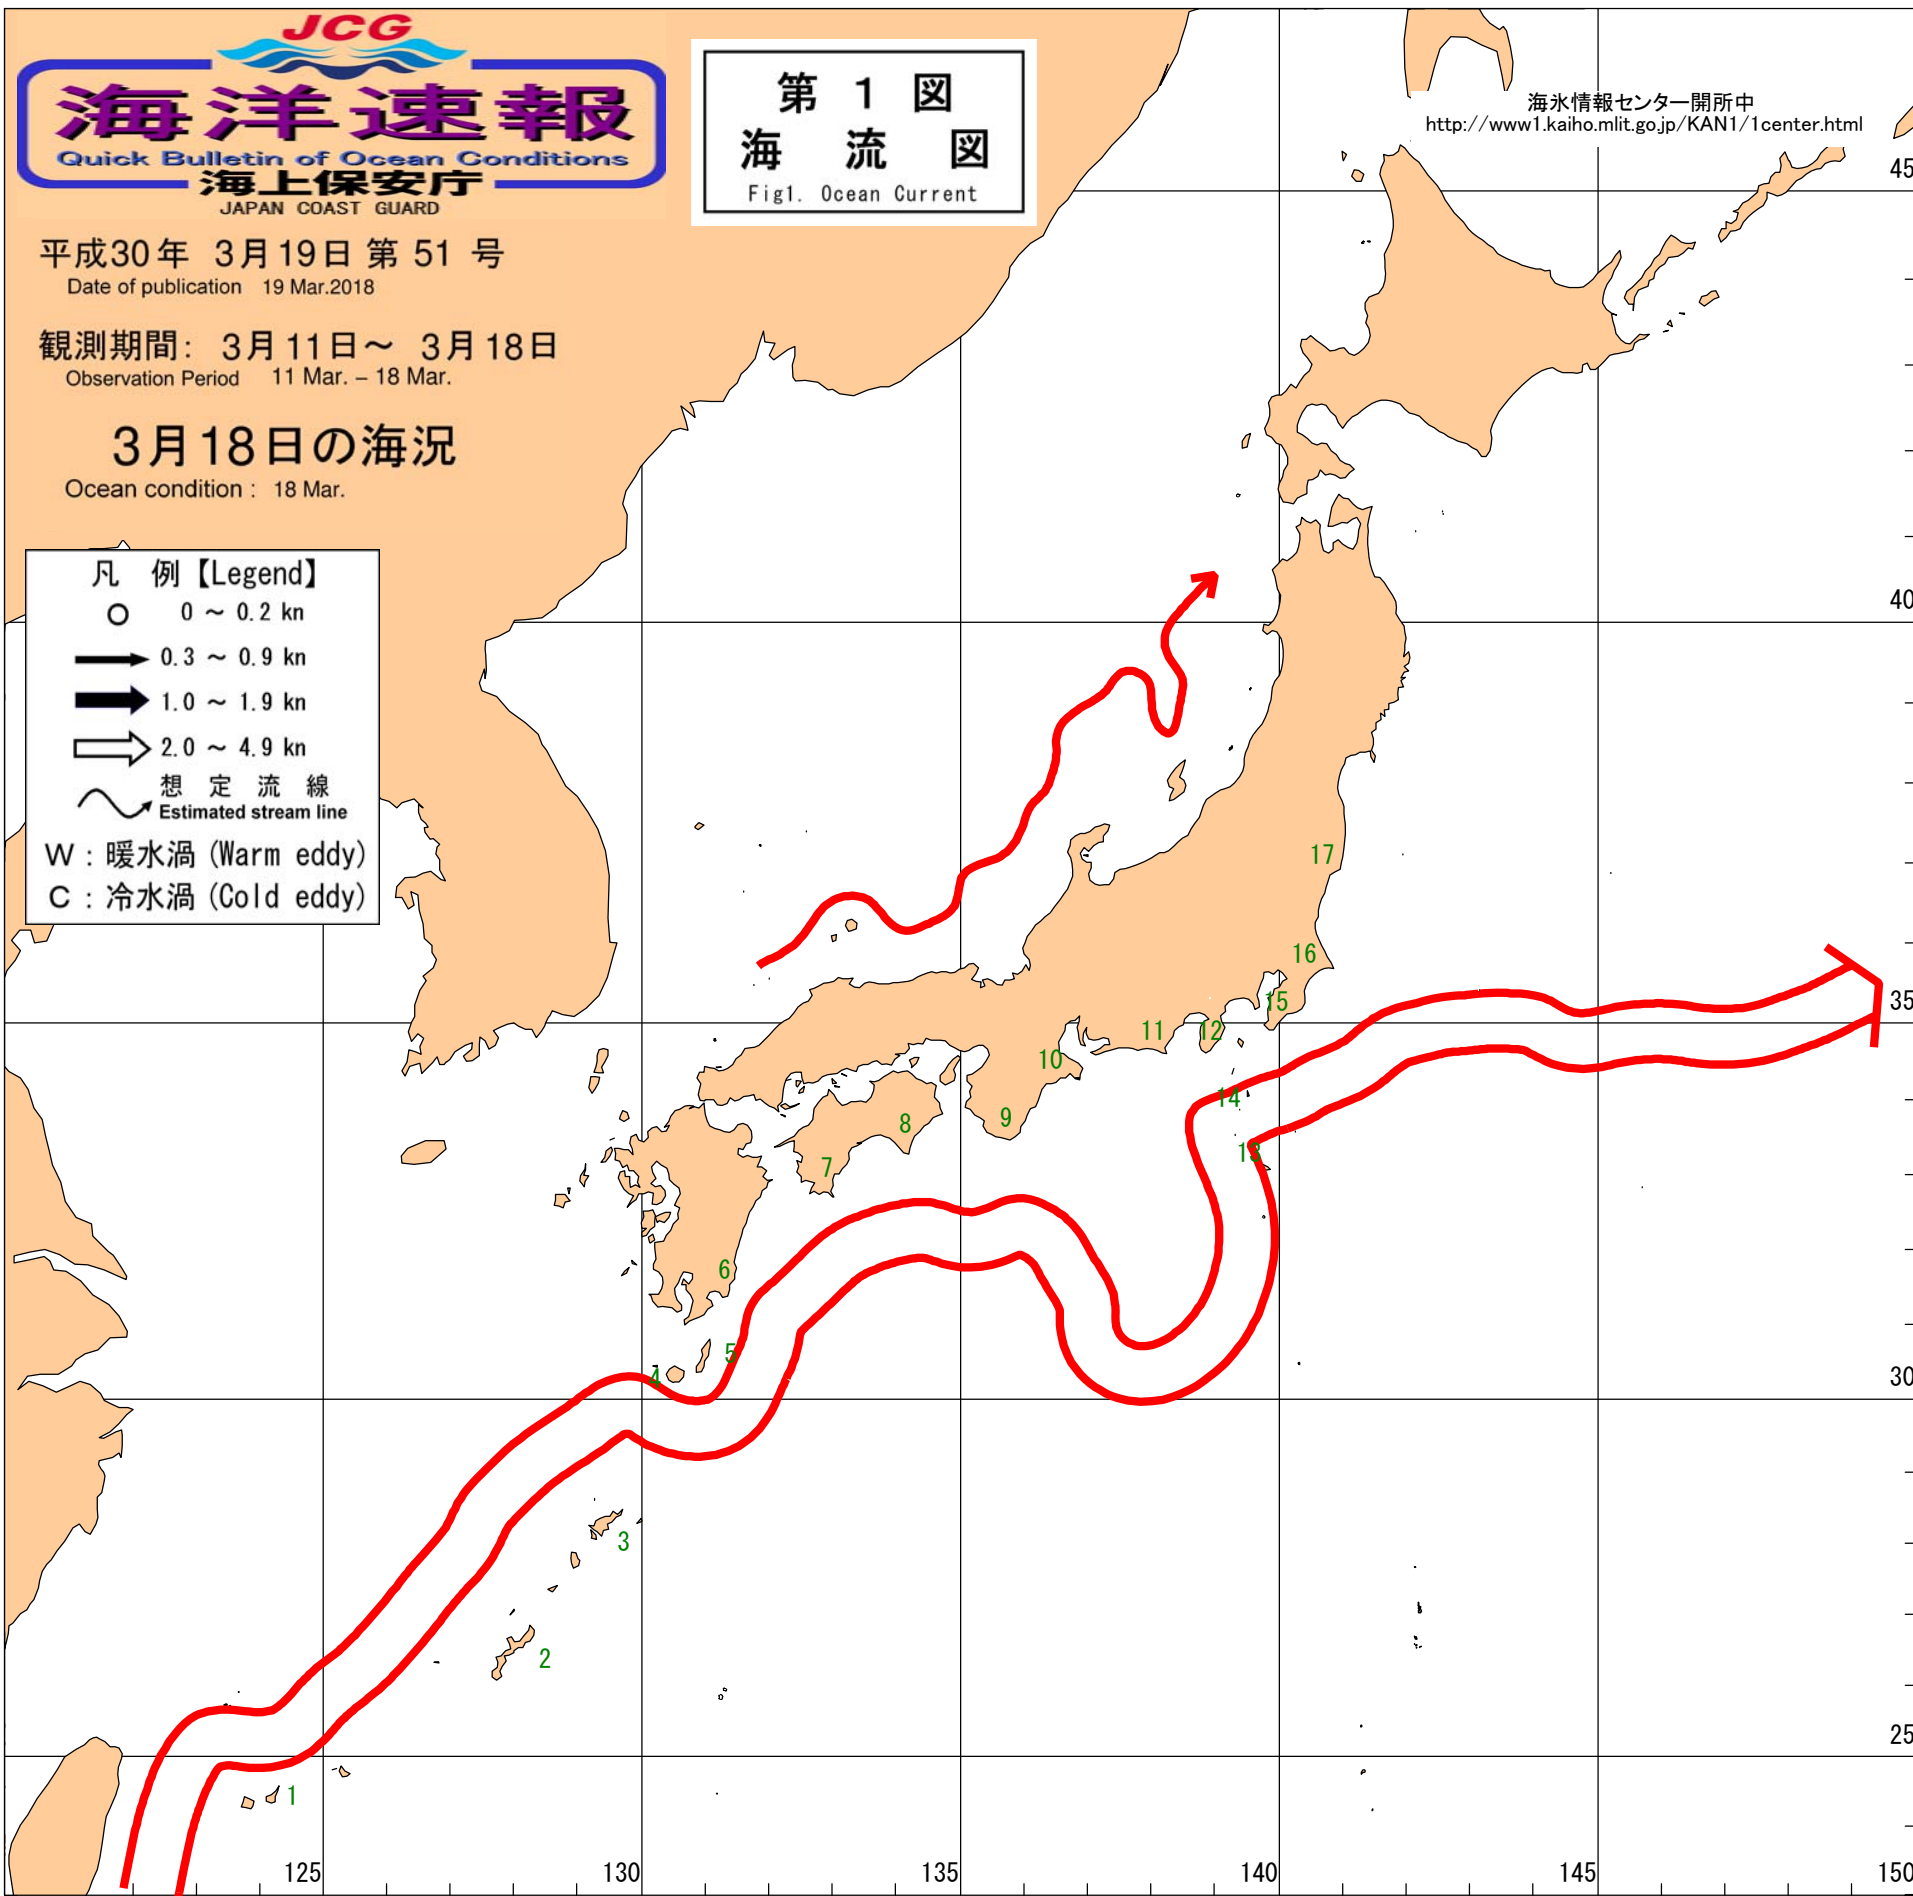 JCG
海洋速報
Quick Bulletin of Ocean Conditions
海上保安庁
JAPAN COAST GUARD
第 1 図
海 流 図
Fig1. Ocean Current
海氷情報センター開所中
http://www1.kaiho.mlit.go.jp/KAN1/1center.html
平成30年 3月19日 第 51 号
Date of publication 19 Mar.2018
観測期間: 3月11日～ 3月18日
Observation Period 11 Mar. – 18 Mar.
3月18日の海況
Ocean condition : 18 Mar.
凡 例【Legend】
0 ～ 0.2 kn
0.3 ～ 0.9 kn
1.0 ～ 1.9 kn
2.0 ～ 4.9 kn
想 定 流 線
Estimated stream line
W : 暖水渦 (Warm eddy)
C : 冷水渦 (Cold eddy)
45
40
35
30
25
17
16
15
11
12
10
14
9
8
13
7
6
5
4
3
2
1
125
130
135
140
145
150